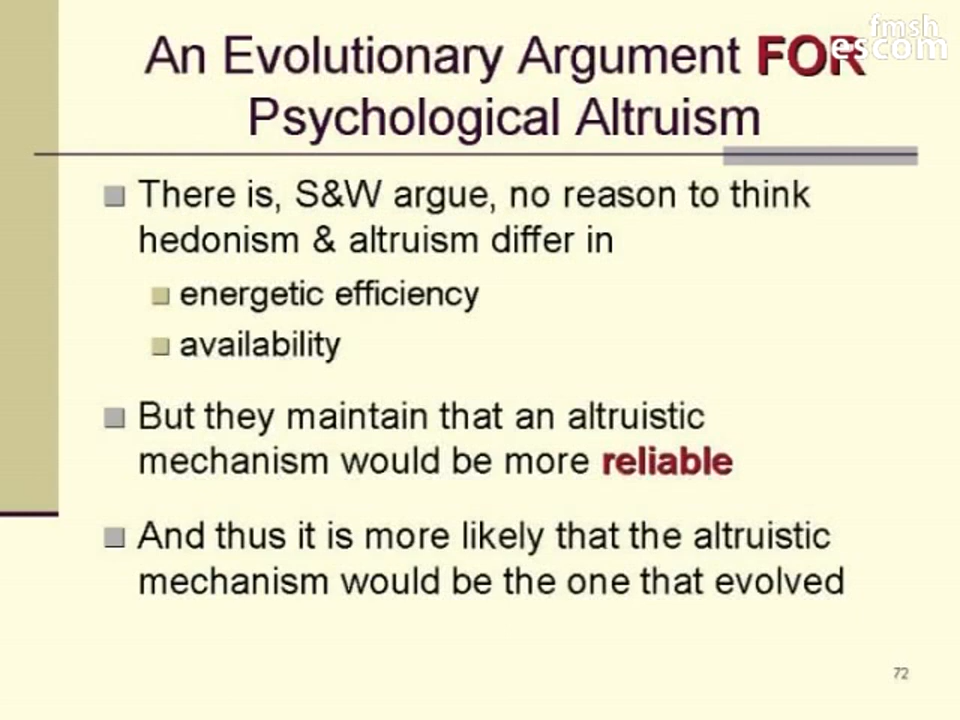 fmsh
escom
An Evolutionary Argument FOR
Psychological Altruism
There is, S&W argue, no reason to think
hedonism & altruism differ in
energetic efficiency
availability
But they maintain that an altruistic
mechanism would be more reliable
And thus it is more likely that the altruistic
mechanism would be the one that evolved
72